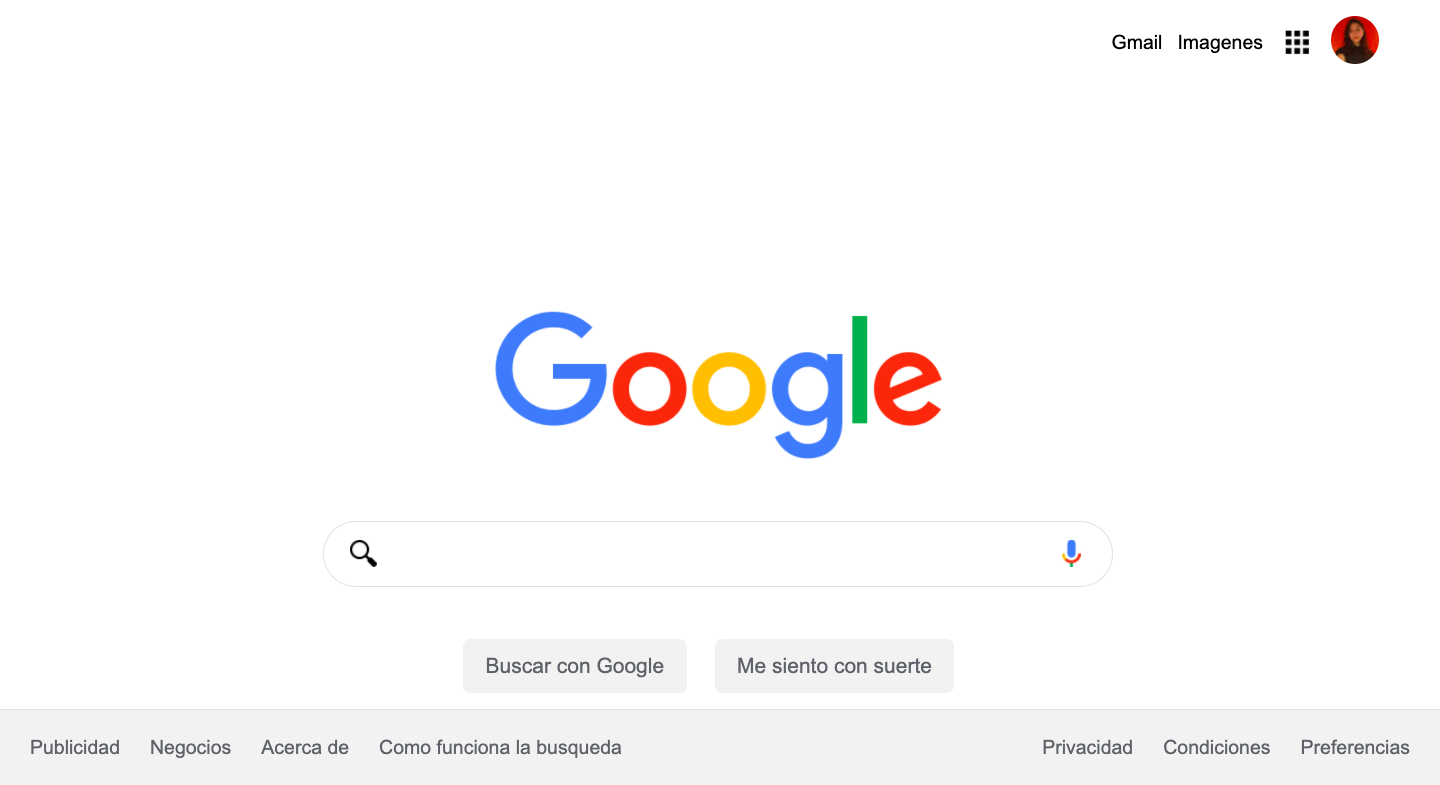 Gmail Imagenes
Google
Buscar con Google Me siento con suerte
Publicidad Negocios Acerca de Como funciona la busqueda Privacidad Condiciones Preferencias